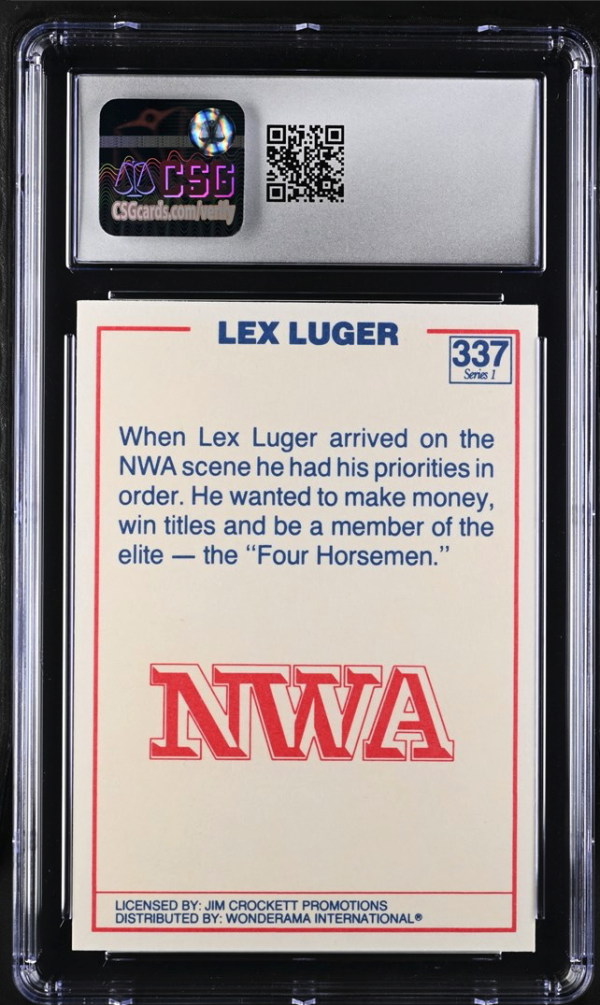 CSG
CSGcards.com/verify
LEX LUGER
337
Series 1
When Lex Luger arrived on the
NWA scene he had his priorities in
order. He wanted to make money,
win titles and be a member of the
elite — the "Four Horsemen."
NWA
LICENSED BY: JIM CROCKETT PROMOTIONS
DISTRIBUTED BY: WONDERAMA INTERNATIONAL®